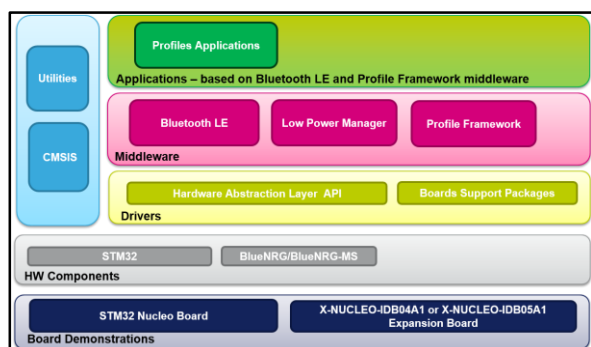 Utilities
CMSIS
Profiles Applications
Applications – based on Bluetooth LE and Profile Framework middleware
Bluetooth LE
Low Power Manager
Profile Framework
Middleware
Hardware Abstraction Layer API
Boards Support Packages
Drivers
STM32
BlueNRG/BlueNRG-MS
HW Components
STM32 Nucleo Board
X-NUCLEO-IDB04A1 or X-NUCLEO-IDB05A1
Expansion Board
Board Demonstrations